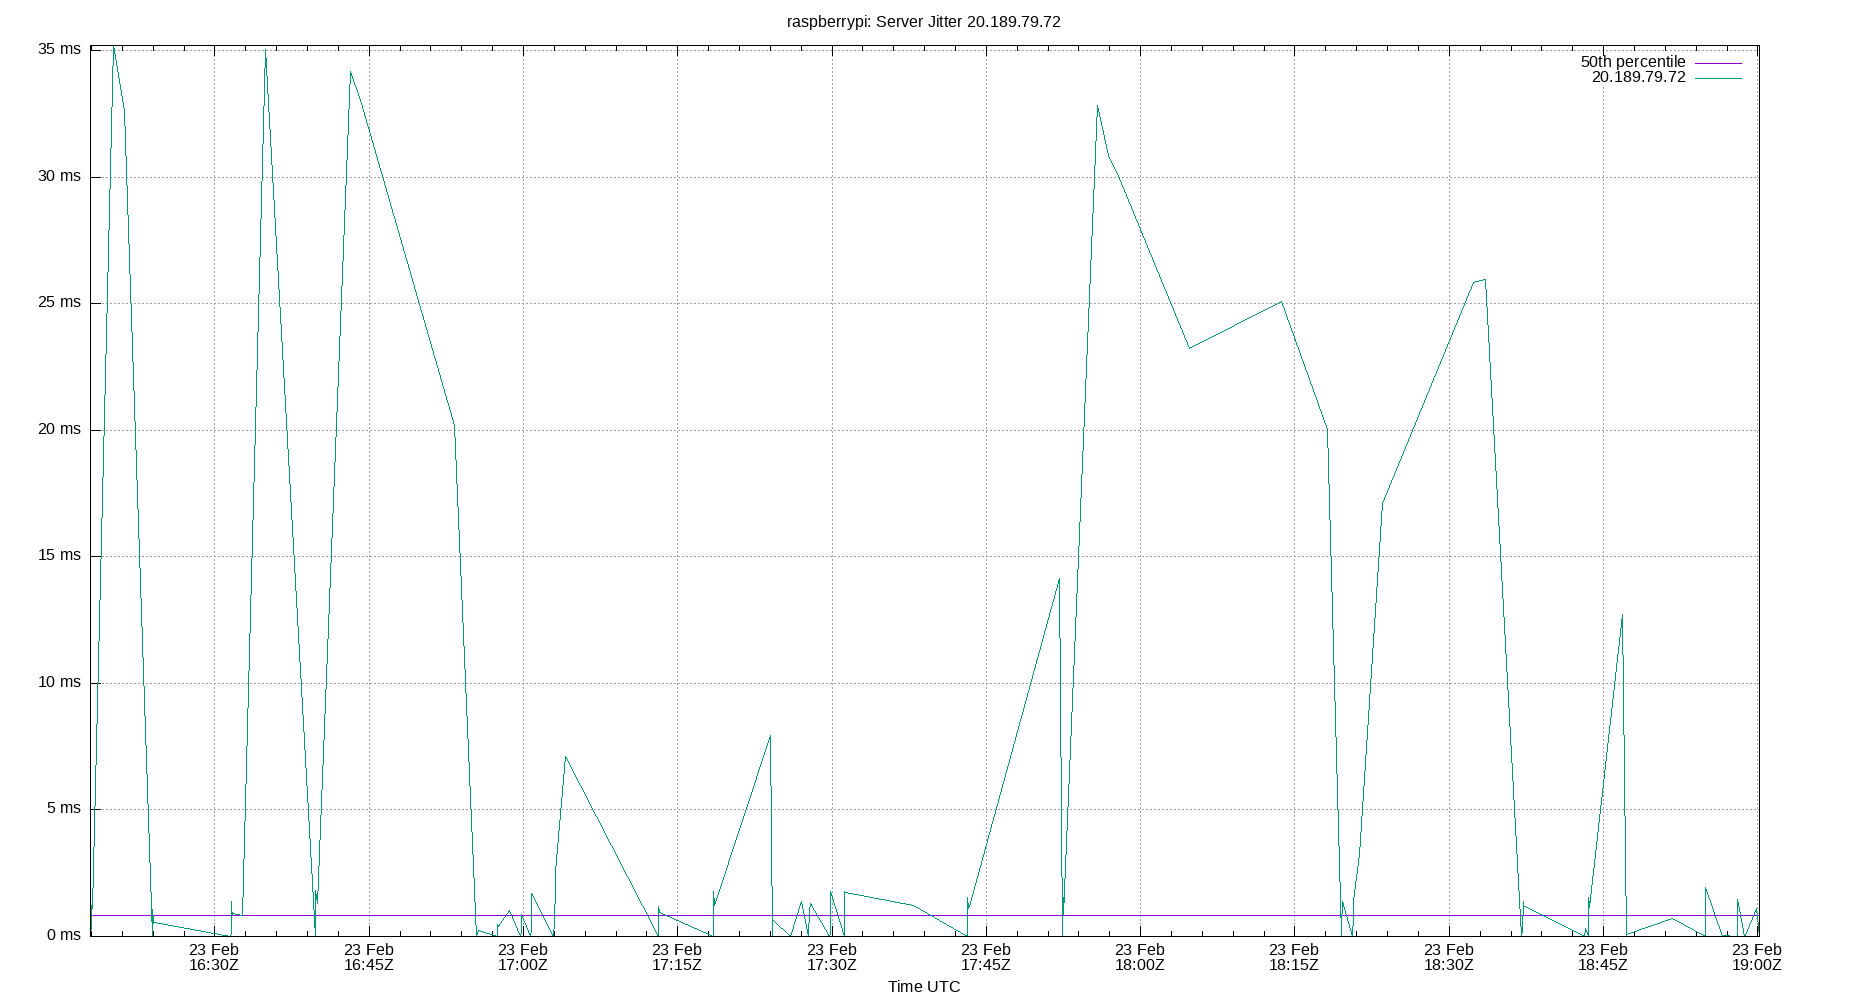 raspberrypi: Server Jitter 20.189.79.72
35 ms
30 ms
25 ms
20 ms
15 ms
10 ms
5 ms
0 ms
50th percentile
20.189.79.72
23 Feb 23 Feb 23 Feb 23 Feb 23 Feb 23 Feb 23 Feb 23 Feb 23 Feb 23 Feb 23 Feb
16:30Z 16:45Z 17:00Z 17:15Z 17:30Z 17:45Z 18:00Z 18:15Z 18:30Z 18:45Z 19:00Z
Time UTC